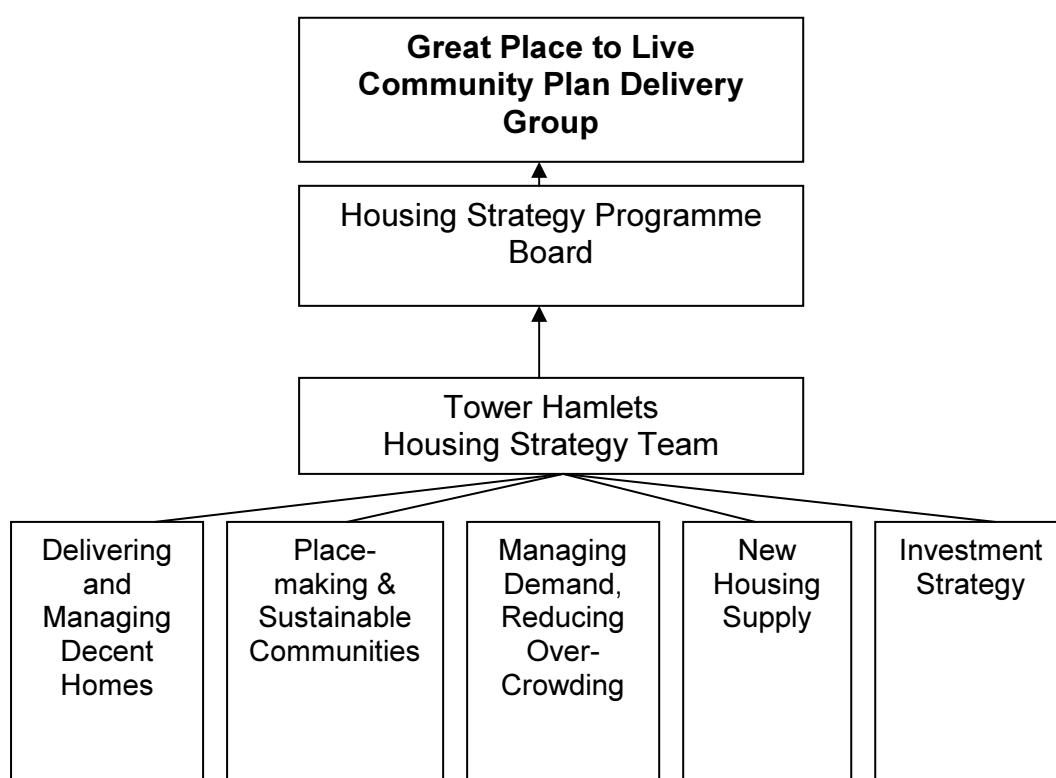 Great Place to Live
Community Plan Delivery
Group
Housing Strategy Programme
Board
Tower Hamlets
Housing Strategy Team
Delivering
and
Managing
Decent
Homes
Place-
making &
Sustainable
Communities
Managing
Demand,
Reducing
Over-
Crowding
New
Housing
Supply
Investment
Strategy